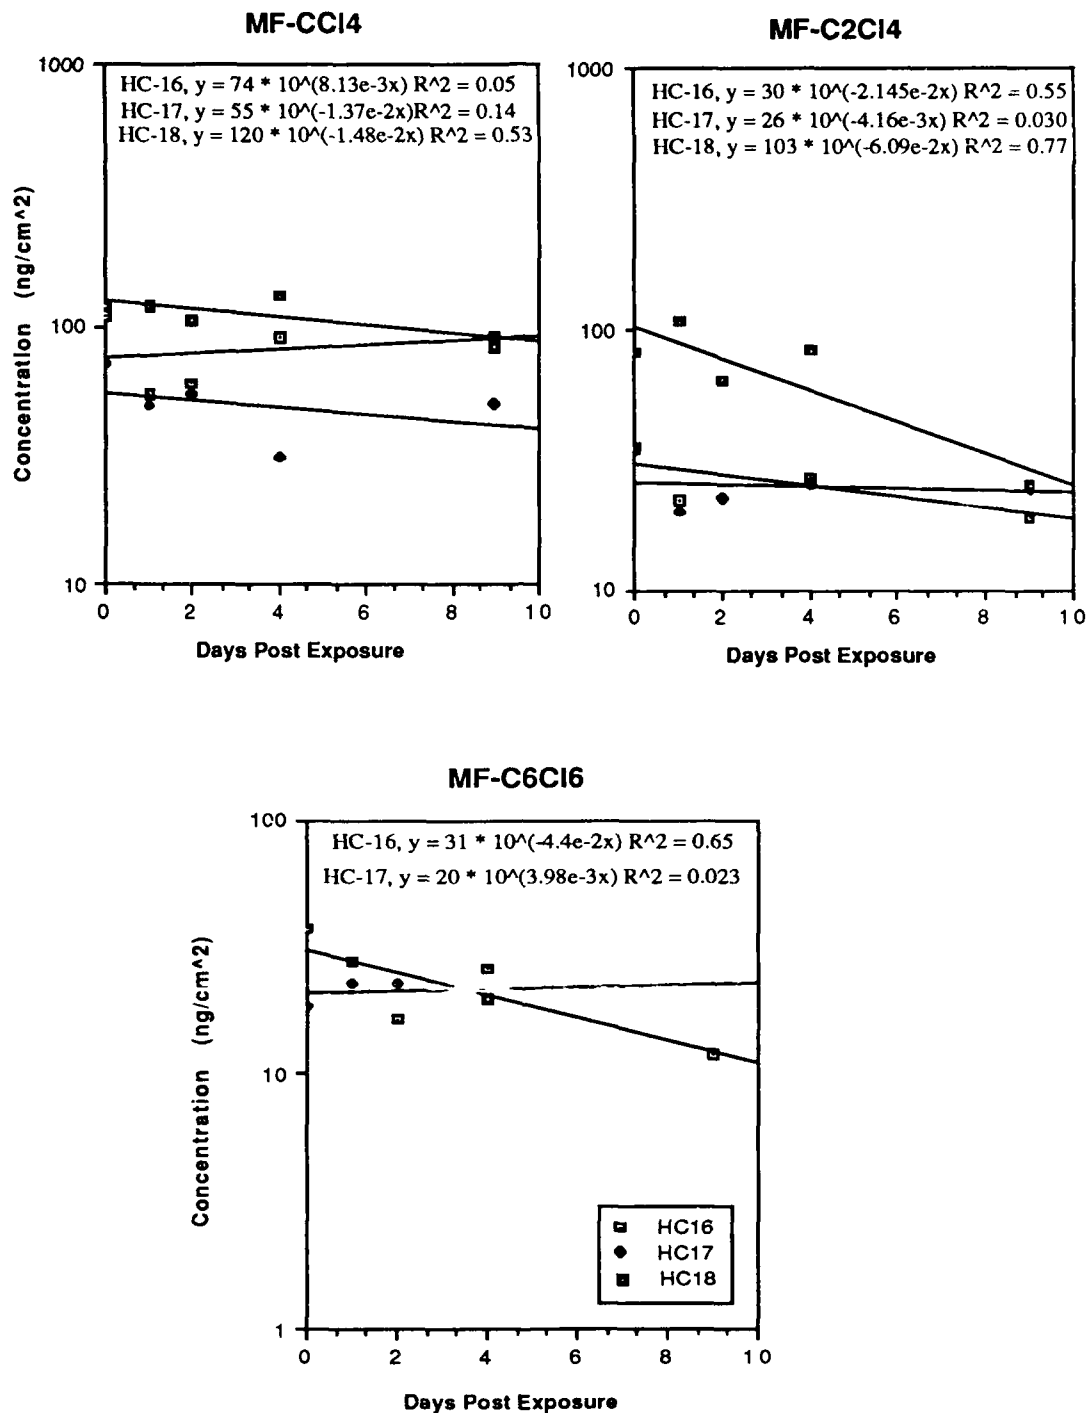 MF-CCl4
1000
HC-16, y = 74 * 10^(8.13e-3x) R^2 = 0.05
HC-17, y = 55 * 10^(-1.37e-2x)R^2 = 0.14
HC-18, y = 120 * 10^(-1.48e-2x) R^2 = 0.53
100
10
Concentration (ng/cm^2)
0 2 4 6 8 10
Days Post Exposure
MF-C2Cl4
1000
HC-16, y = 30 * 10^(-2.145e-2x) R^2 = 0.55
HC-17, y = 26 * 10^(-4.16e-3x) R^2 = 0.030
HC-18, y = 103 * 10^(-6.09e-2x) R^2 = 0.77
100
10
0 2 4 6 8 10
Days Post Exposure
MF-C6Cl6
100
HC-16, y = 31 * 10^(-4.4e-2x) R^2 = 0.65
HC-17, y = 20 * 10^(3.98e-3x) R^2 = 0.023
10
1
Concentration (ng/cm^2)
HC16
HC17
HC18
0 2 4 6 8 10
Days Post Exposure